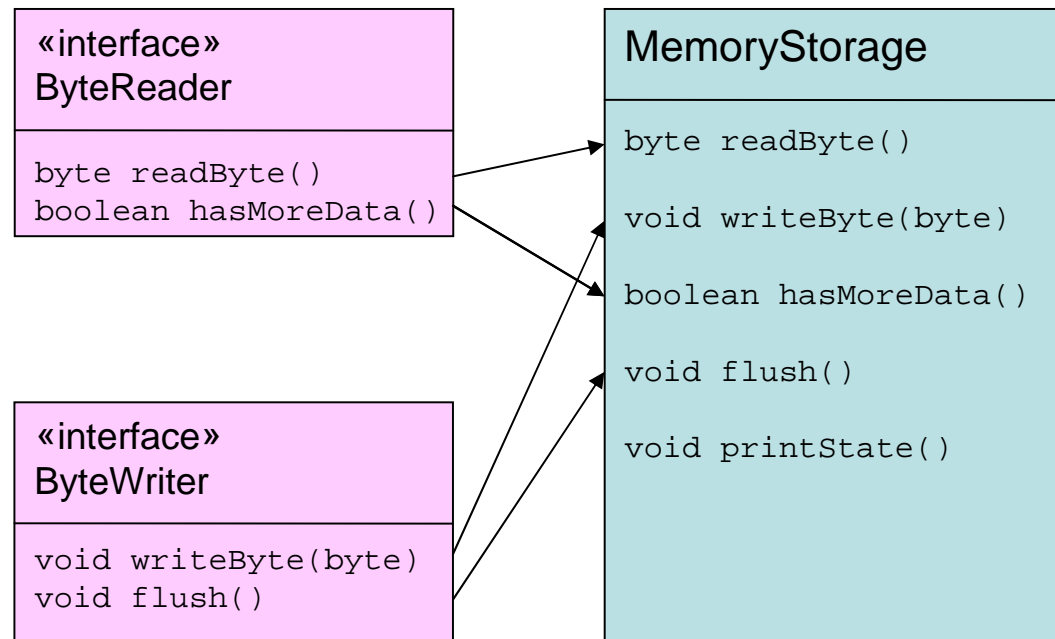 «interface»
ByteReader
byte readByte()
boolean hasMoreData()
MemoryStorage
byte readByte()
void writeByte(byte)
boolean hasMoreData()
void flush()
void printState()
«interface»
ByteWriter
void writeByte(byte)
void flush()